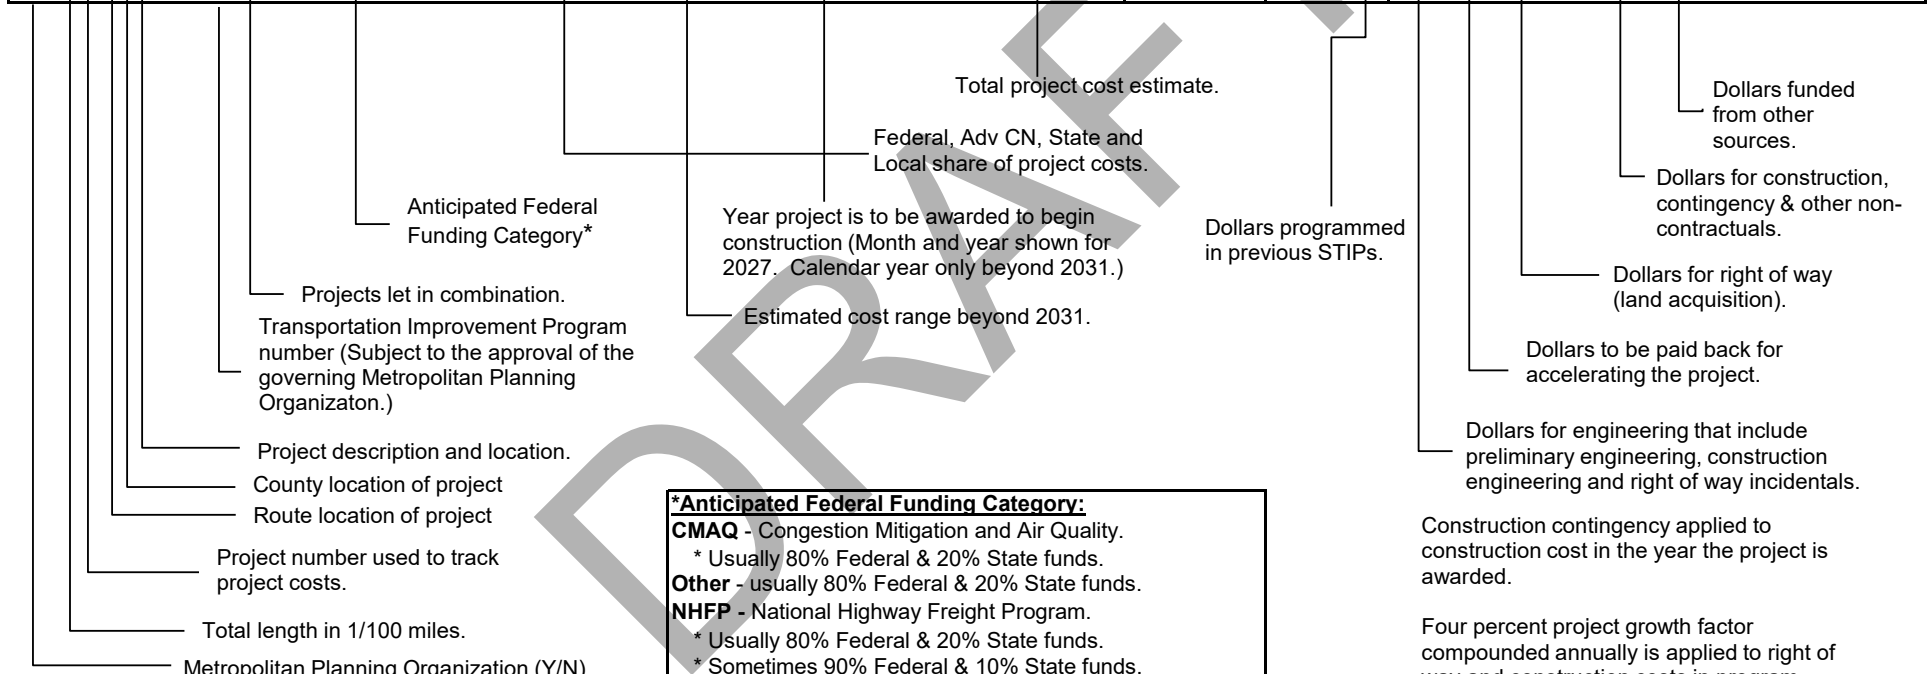 Total project cost estimate.
Federal, Adv CN, State and
Local share of project costs.
Anticipated Federal
Funding Category*
Year project is to be awarded to begin
construction (Month and year shown for
2027.  Calendar year only beyond 2031.)
Projects let in combination.
Estimated cost range beyond 2031.
Transportation Improvement Program
number (Subject to the approval of the
governing Metropolitan Planning
Organizaton.)
Project description and location.
County location of project
Route location of project
Project number used to track
project costs.
Total length in 1/100 miles.
Metropolitan Planning Organization (Y/N)
*Anticipated Federal Funding Category:
CMAQ - Congestion Mitigation and Air Quality.
* Usually 80% Federal & 20% State funds.
Other - usually 80% Federal & 20% State funds.
NHFP - National Highway Freight Program.
* Usually 80% Federal & 20% State funds.
* Sometimes 90% Federal & 10% State funds.
Dollars programmed
in previous STIPs.
Dollars funded
from other
sources.
Dollars for construction,
contingency & other non-
contractuals.
Dollars for right of way
(land acquisition).
Dollars to be paid back for
accelerating the project.
Dollars for engineering that include
preliminary engineering, construction
engineering and right of way incidentals.
Construction contingency applied to
construction cost in the year the project is
awarded.
Four percent project growth factor
compounded annually is applied to right of
way and construction costs in program
DRAFT